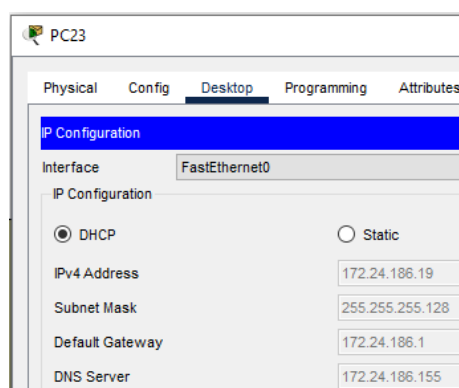 PC23
Physical Config Desktop Programming Attributes
IP Configuration
Interface FastEthernet0
IP Configuration
DHCP Static
IPv4 Address 172.24.186.19
Subnet Mask 255.255.255.128
Default Gateway 172.24.186.1
DNS Server 172.24.186.155